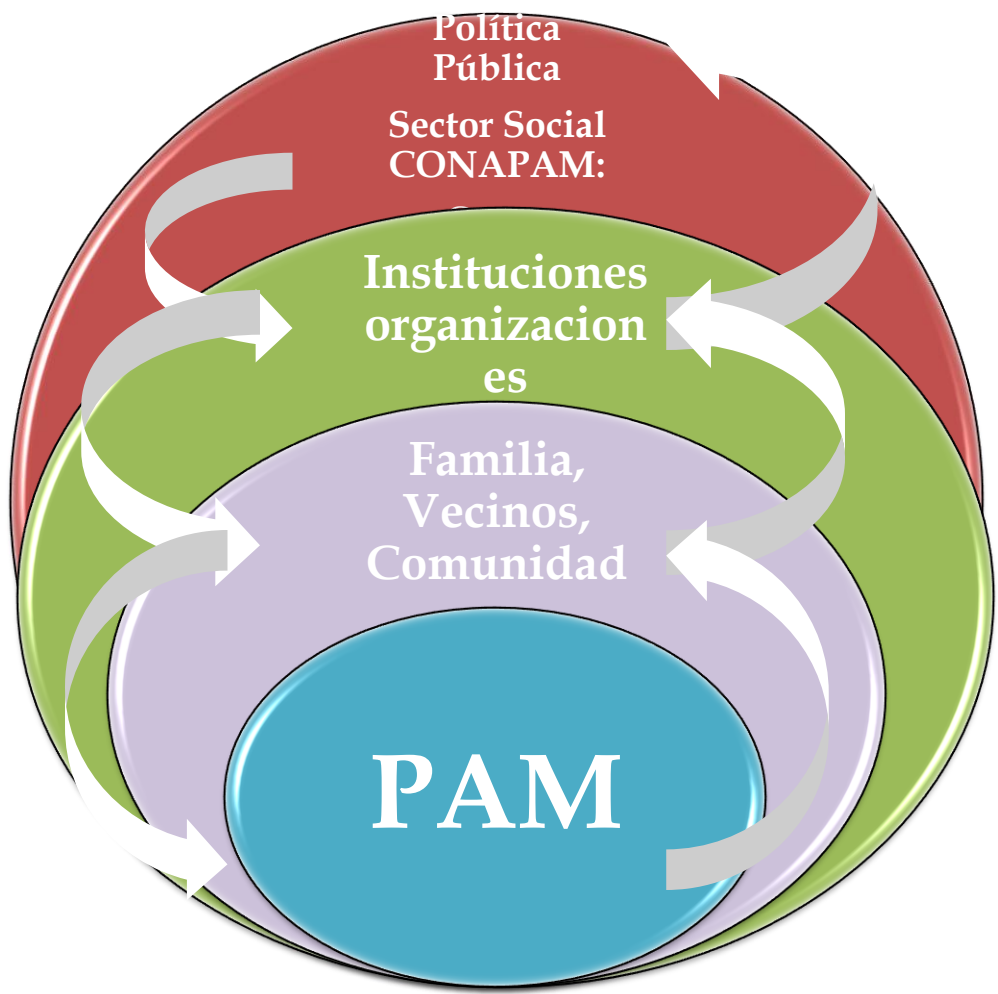 Política
Pública
Sector Social
CONAPAM:
Instituciones
organizacion
es
Familia,
Vecinos,
Comunidad
PAM